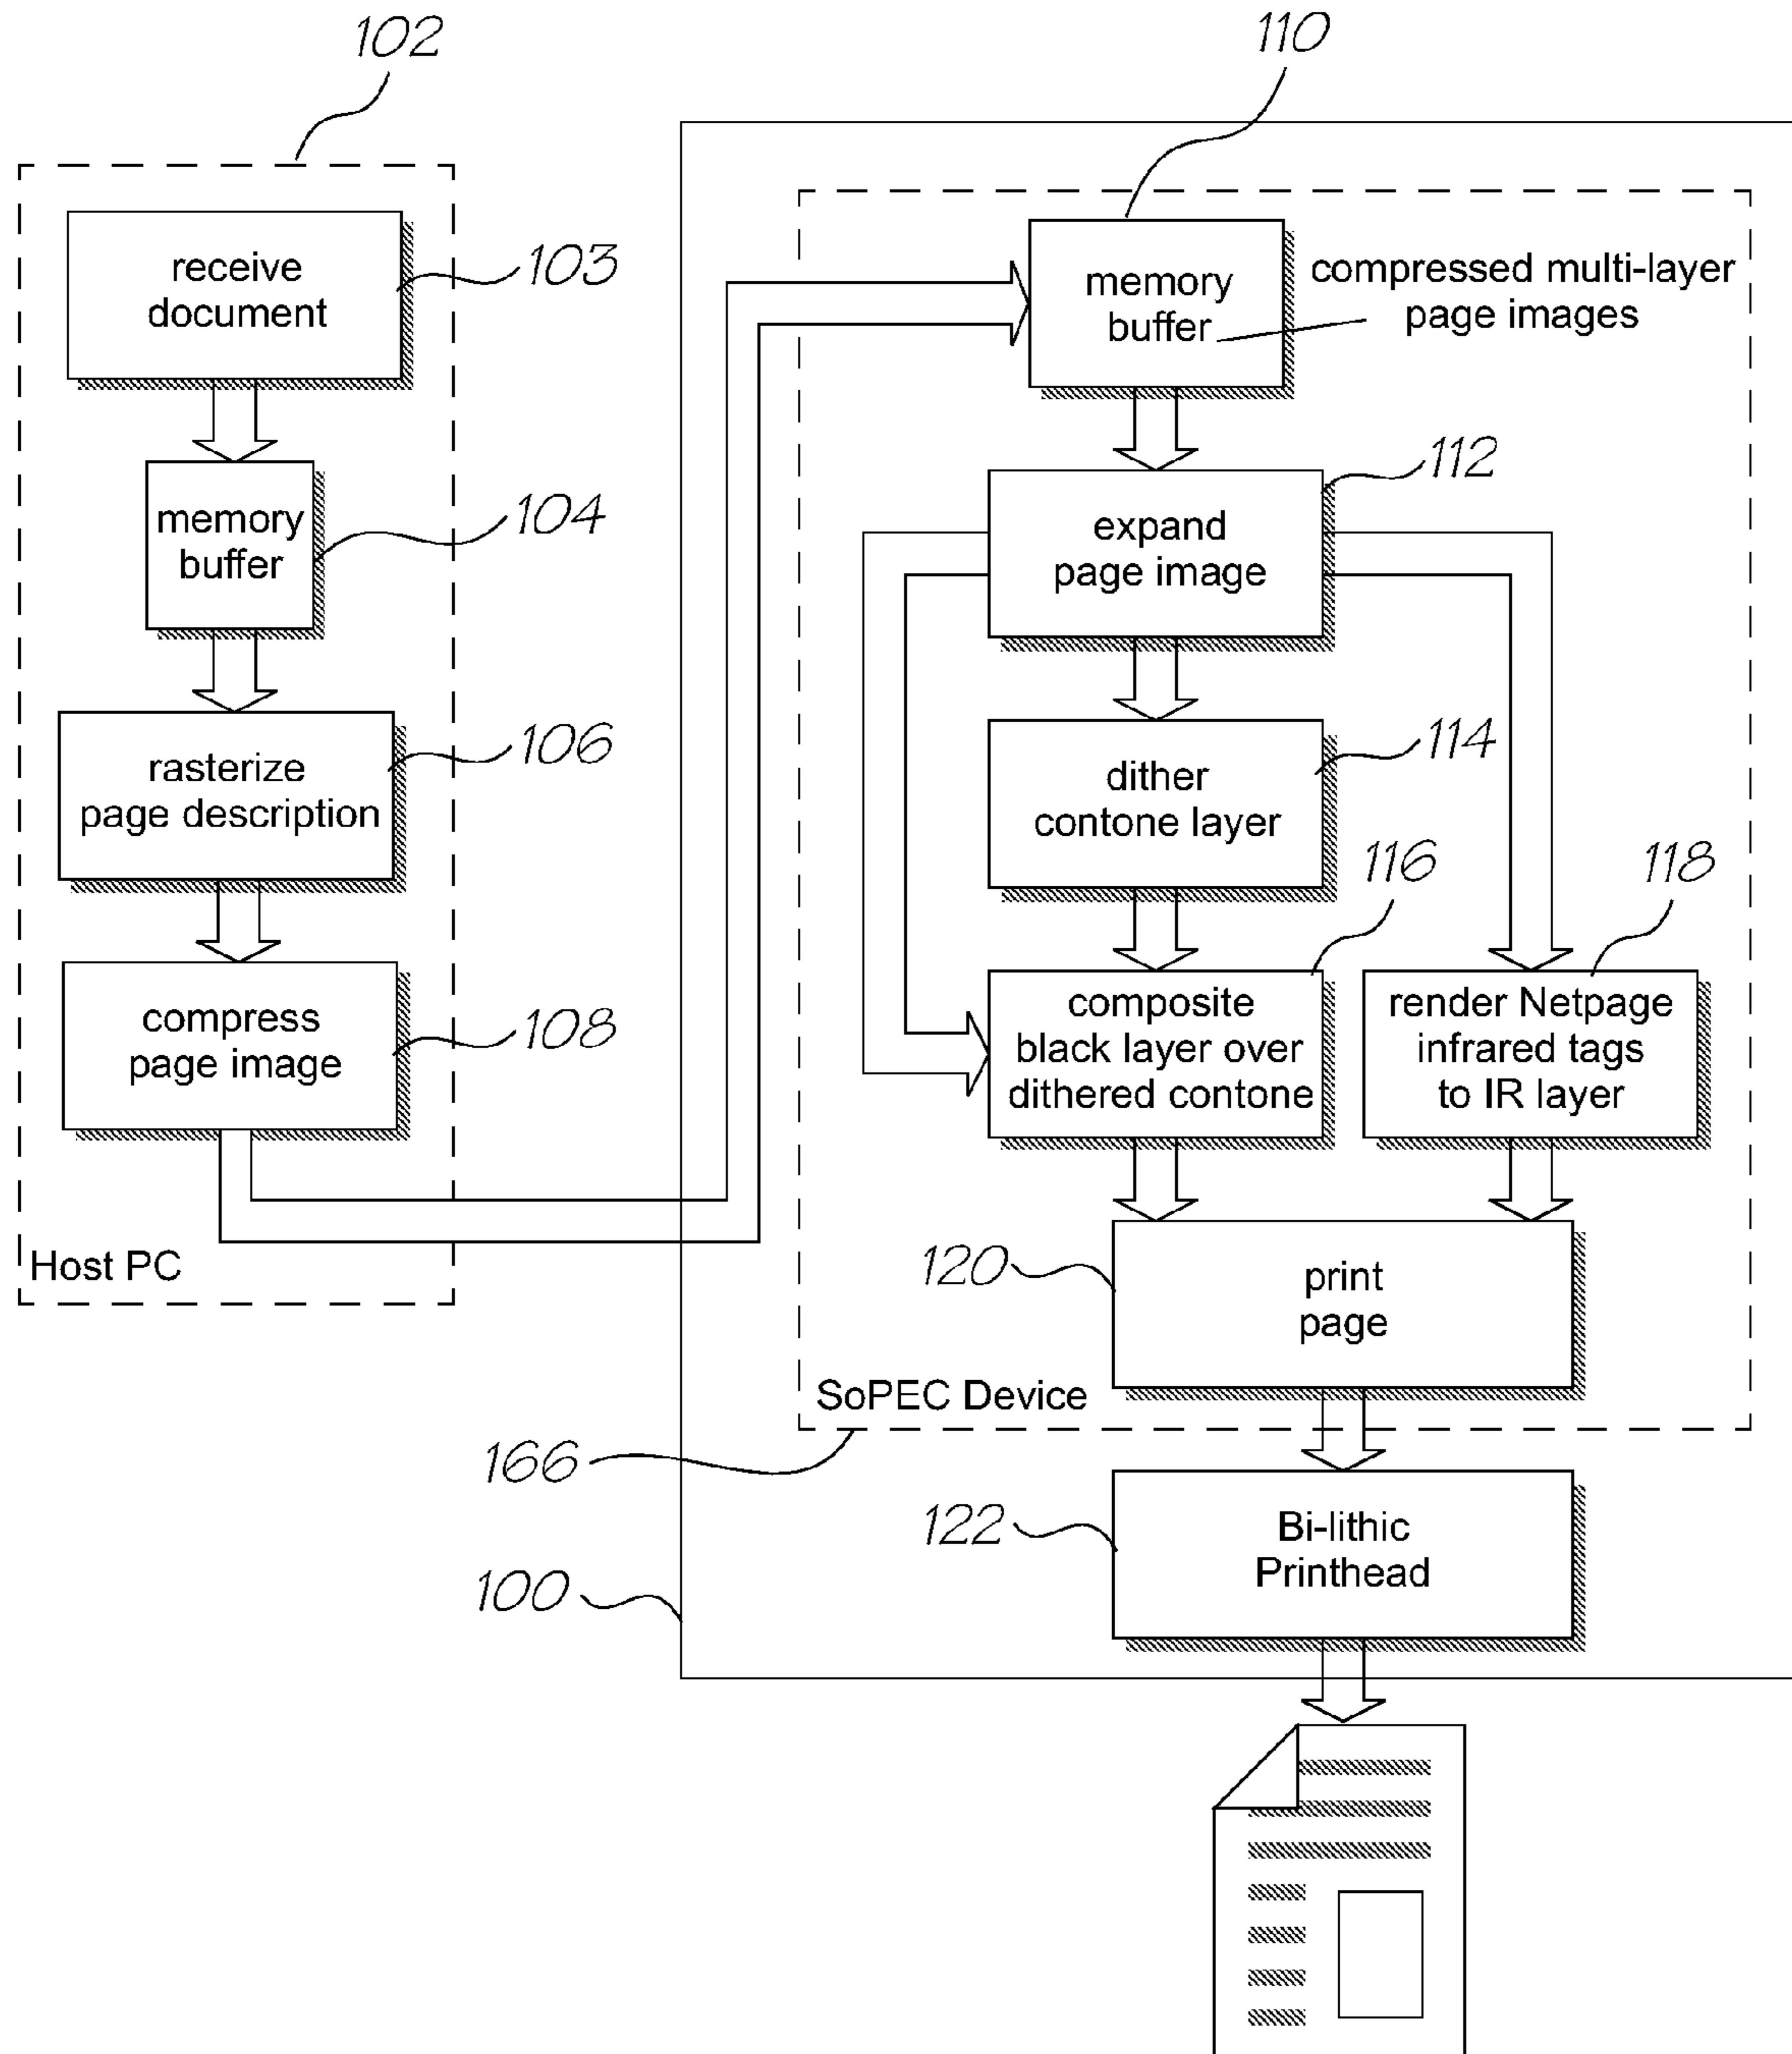 102
receive
document
103
memory
buffer
104
rasterize
page description
106
compress
page image
108
Host PC
110
memory
buffer
compressed multi-layer
page images
expand
page image
112
dither
contone layer
114
116
118
composite
black layer over
dithered contone
render Netpage
infrared tags
to IR layer
120
print
page
SoPEC Device
166
122
Bi-lithic
Printhead
100